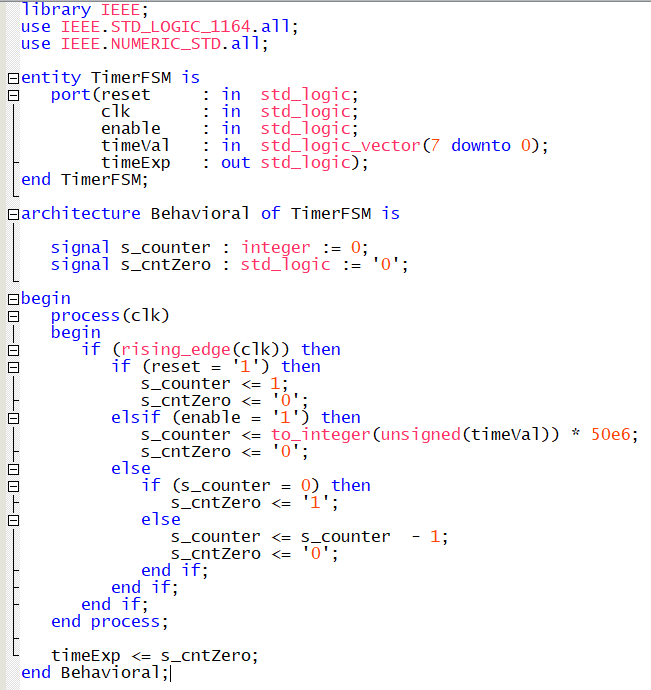 library IEEE;
use IEEE.STD_LOGIC_1164.all;
use IEEE.NUMERIC_STD.all;

entity TimerFSM is
   port(reset     : in  std_logic;
        clk       : in  std_logic;
        enable    : in  std_logic;
        timeVal   : in  std_logic_vector(7 downto 0);
        timeExp   : out std_logic);
end TimerFSM;

architecture Behavioral of TimerFSM is

   signal s_counter : integer := 0;
   signal s_cntZero : std_logic := '0';

begin
   process(clk)
   begin
      if (rising_edge(clk)) then
         if (reset = '1') then
            s_counter <= 1;
            s_cntZero <= '0';
         elsif (enable = '1') then
            s_counter <= to_integer(unsigned(timeVal)) * 50e6;
            s_cntZero <= '0';
         else
            if (s_counter = 0) then
               s_cntZero <= '1';
            else
               s_counter <= s_counter  - 1;
               s_cntZero <= '0';
            end if;
         end if;
      end if;
   end process;

   timeExp <= s_cntZero;
end Behavioral;